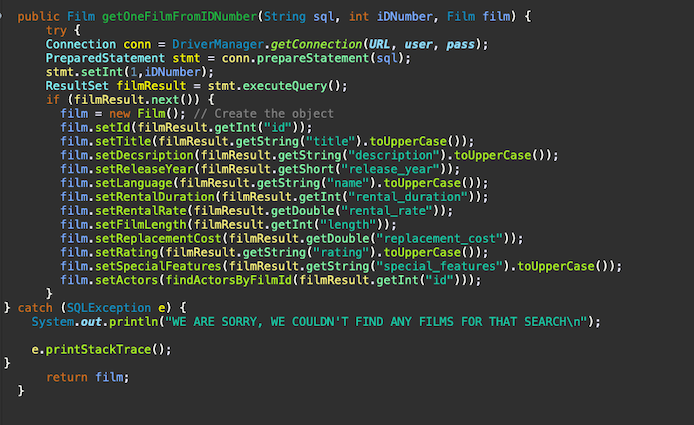 public Film getOneFilmFromIDNumber(String sql, int iDNumber, Film film) {
try {
Connection conn = DriverManager.getConnection(URL, user, pass);
PreparedStatement stmt = conn.prepareStatement(sql);
stmt.setInt(1,iDNumber);
ResultSet filmResult = stmt.executeQuery();
if (filmResult.next()) {
film = new Film(); // Create the object
film.setId(filmResult.getInt("id"));
film.setTitle(filmResult.getString("title").toUpperCase());
film.setDecsription(filmResult.getString("description").toUpperCase());
film.setReleaseYear(filmResult.getShort("release_year"));
film.setLanguage(filmResult.getString("name").toUpperCase());
film.setRentalDuration(filmResult.getInt("rental_duration"));
film.setRentalRate(filmResult.getDouble("rental_rate"));
film.setFilmLength(filmResult.getInt("length"));
film.setReplacementCost(filmResult.getDouble("replacement_cost"));
film.setRating(filmResult.getString("rating").toUpperCase());
film.setSpecialFeatures(filmResult.getString("special_features").toUpperCase());
film.setActors(findActorsByFilmId(filmResult.getInt("id")));
}
} catch (SQLException e) {
System.out.println("WE ARE SORRY, WE COULDN'T FIND ANY FILMS FOR THAT SEARCH\n");
e.printStackTrace();
}
return film;
}